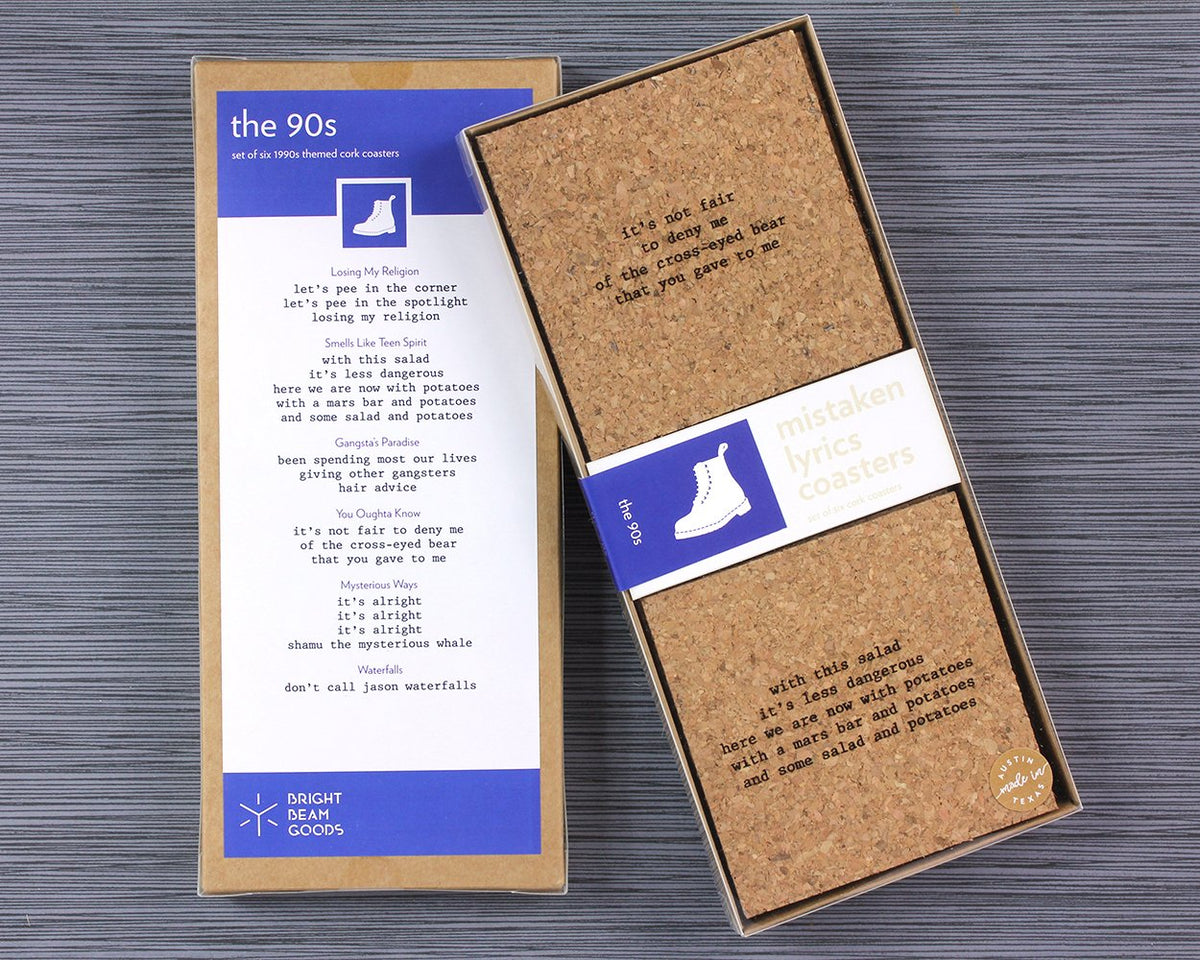 the 90s
set of six 1990s themed cork coasters
Losing My Religion
let's pee in the corner
let's pee in the spotlight
losing my religion
Smells Like Teen Spirit
with this salad
it's less dangerous
here we are now with potatoes
with a mars bar and potatoes
and some salad and potatoes
Gangsta's Paradise
been spending most our lives
giving other gangsters
hair advice
You Oughta Know
it's not fair to deny me
of the cross-eyed bear
that you gave to me
Mysterious Ways
it's alright
it's alright
it's alright
shamu the mysterious whale
Waterfalls
don't call jason waterfalls
BRIGHT
BEAM
GOODS
it's not fair
to deny me
of the cross-eyed bear
that you gave to me
the 90s
mistaken
lyrics
coasters
set of six cork coasters
with this salad
it's less dangerous
here we are now with potatoes
with a mars bar and potatoes
and some salad and potatoes
AUSTIN
made in
TEXAS